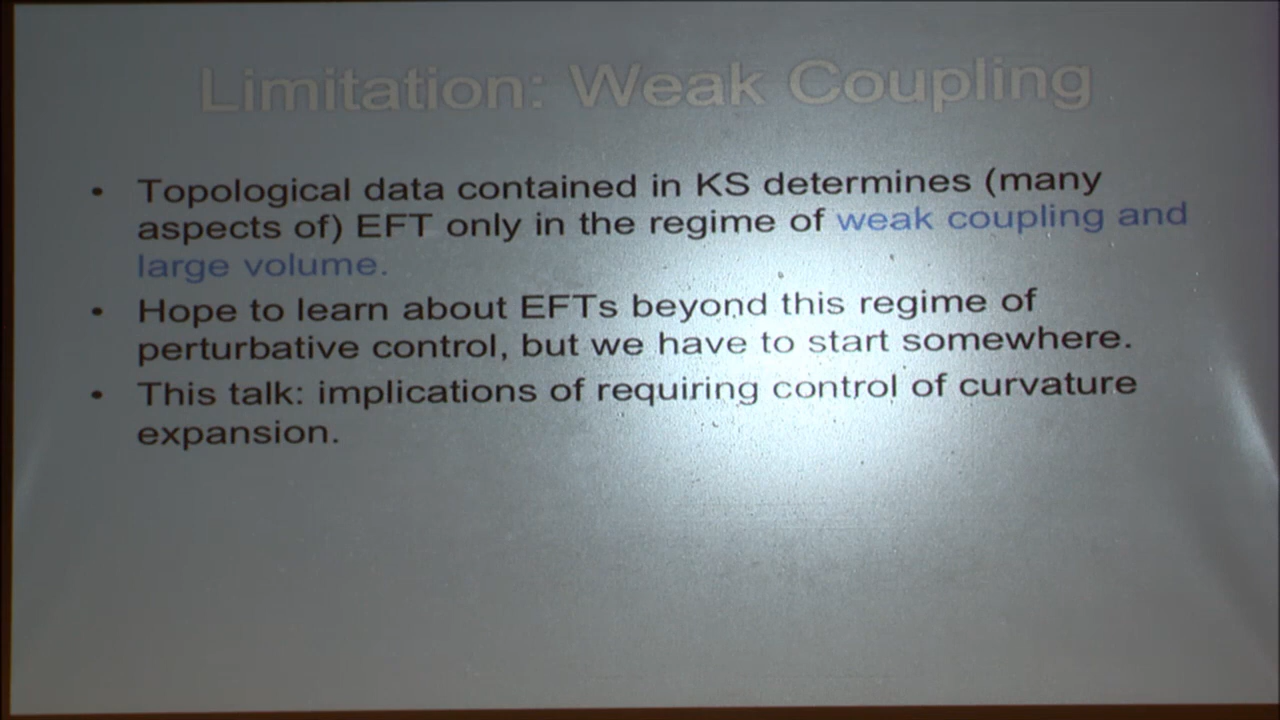 Limitation: Weak Coupling
• Topological data contained in KS determines (many
aspects of) EFT only in the regime of weak coupling and
large volume.
• Hope to learn about EFTs beyond this regime of
perturbative control, but we have to start somewhere.
• This talk: implications of requiring control of curvature
expansion.